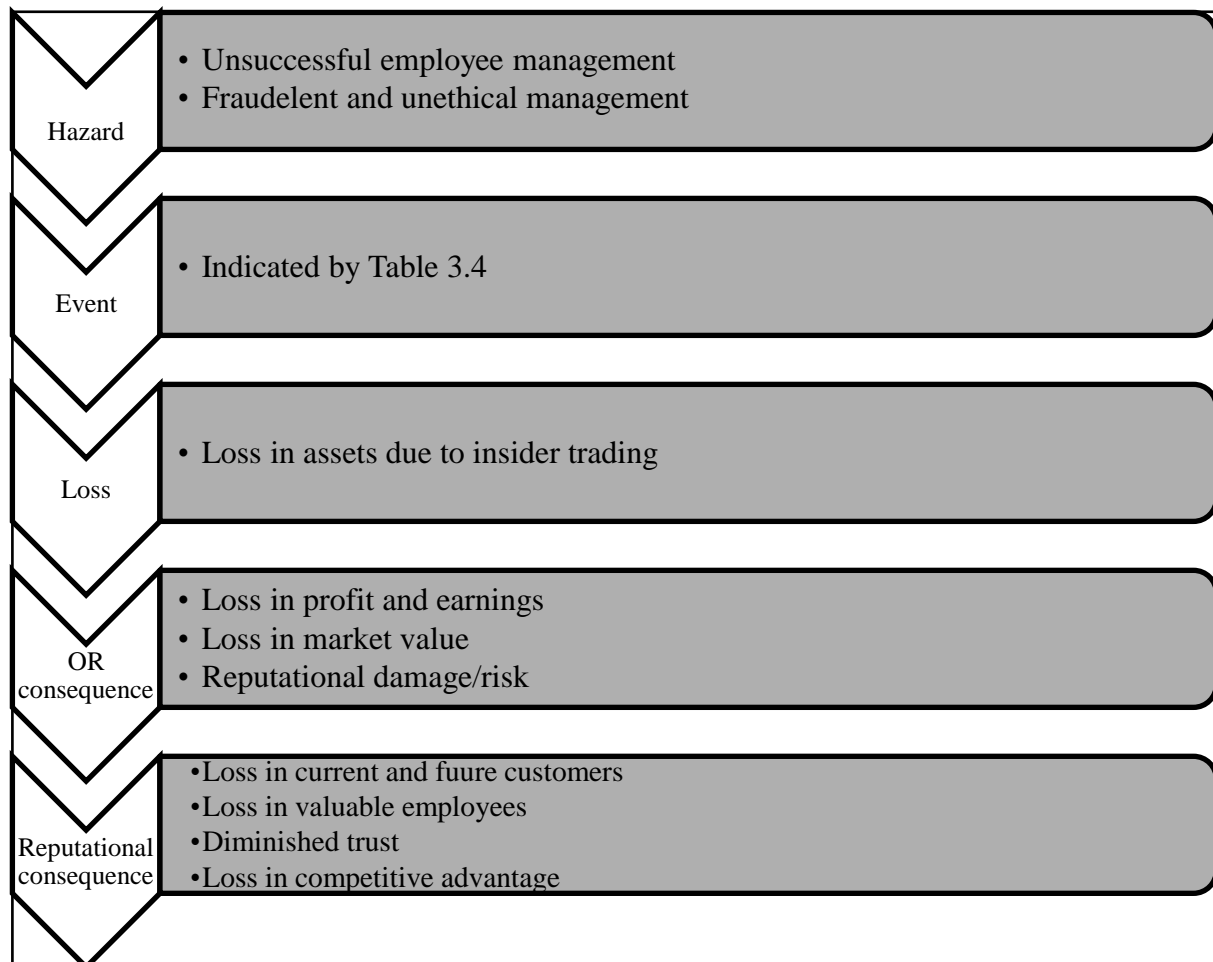 Hazard
• Unsuccessful employee management
• Fraudelent and unethical management
Event
• Indicated by Table 3.4
Loss
• Loss in assets due to insider trading
OR
consequence
• Loss in profit and earnings
• Loss in market value
• Reputational damage/risk
Reputational
consequence
•Loss in current and fuure customers
•Loss in valuable employees
•Diminished trust
•Loss in competitive advantage